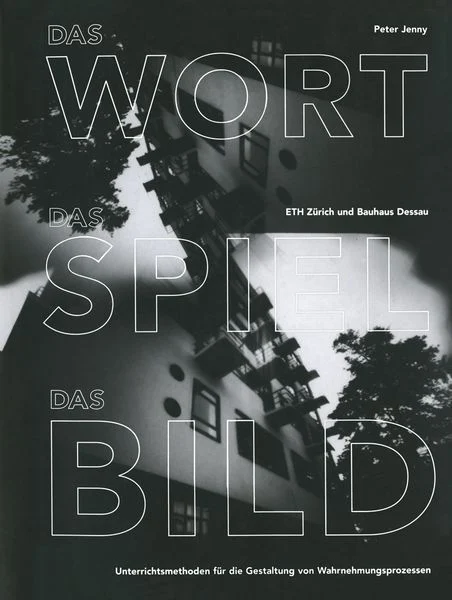 DAS
Peter Jenny
WORT
DAS
ETH Zürich und Bauhaus Dessau
SPIEL
DAS
BILD
Unterrichtsmethoden für die Gestaltung von Wahrnehmungsprozessen